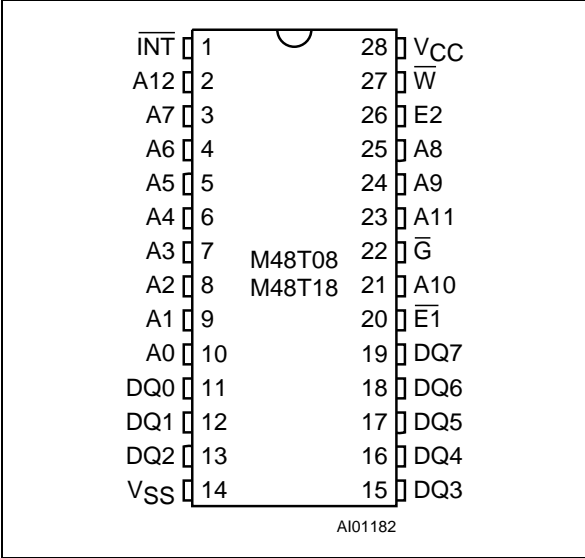 INT 1 28 VCC
A12 2 27 W
A7 3 26 E2
A6 4 25 A8
A5 5 24 A9
A4 6 23 A11
A3 7 22 G
M48T08
A2 8 21 A10
M48T18
A1 9 20 E1
A0 10 19 DQ7
DQ0 11 18 DQ6
DQ1 12 17 DQ5
DQ2 13 16 DQ4
VSS 14 15 DQ3
AI01182